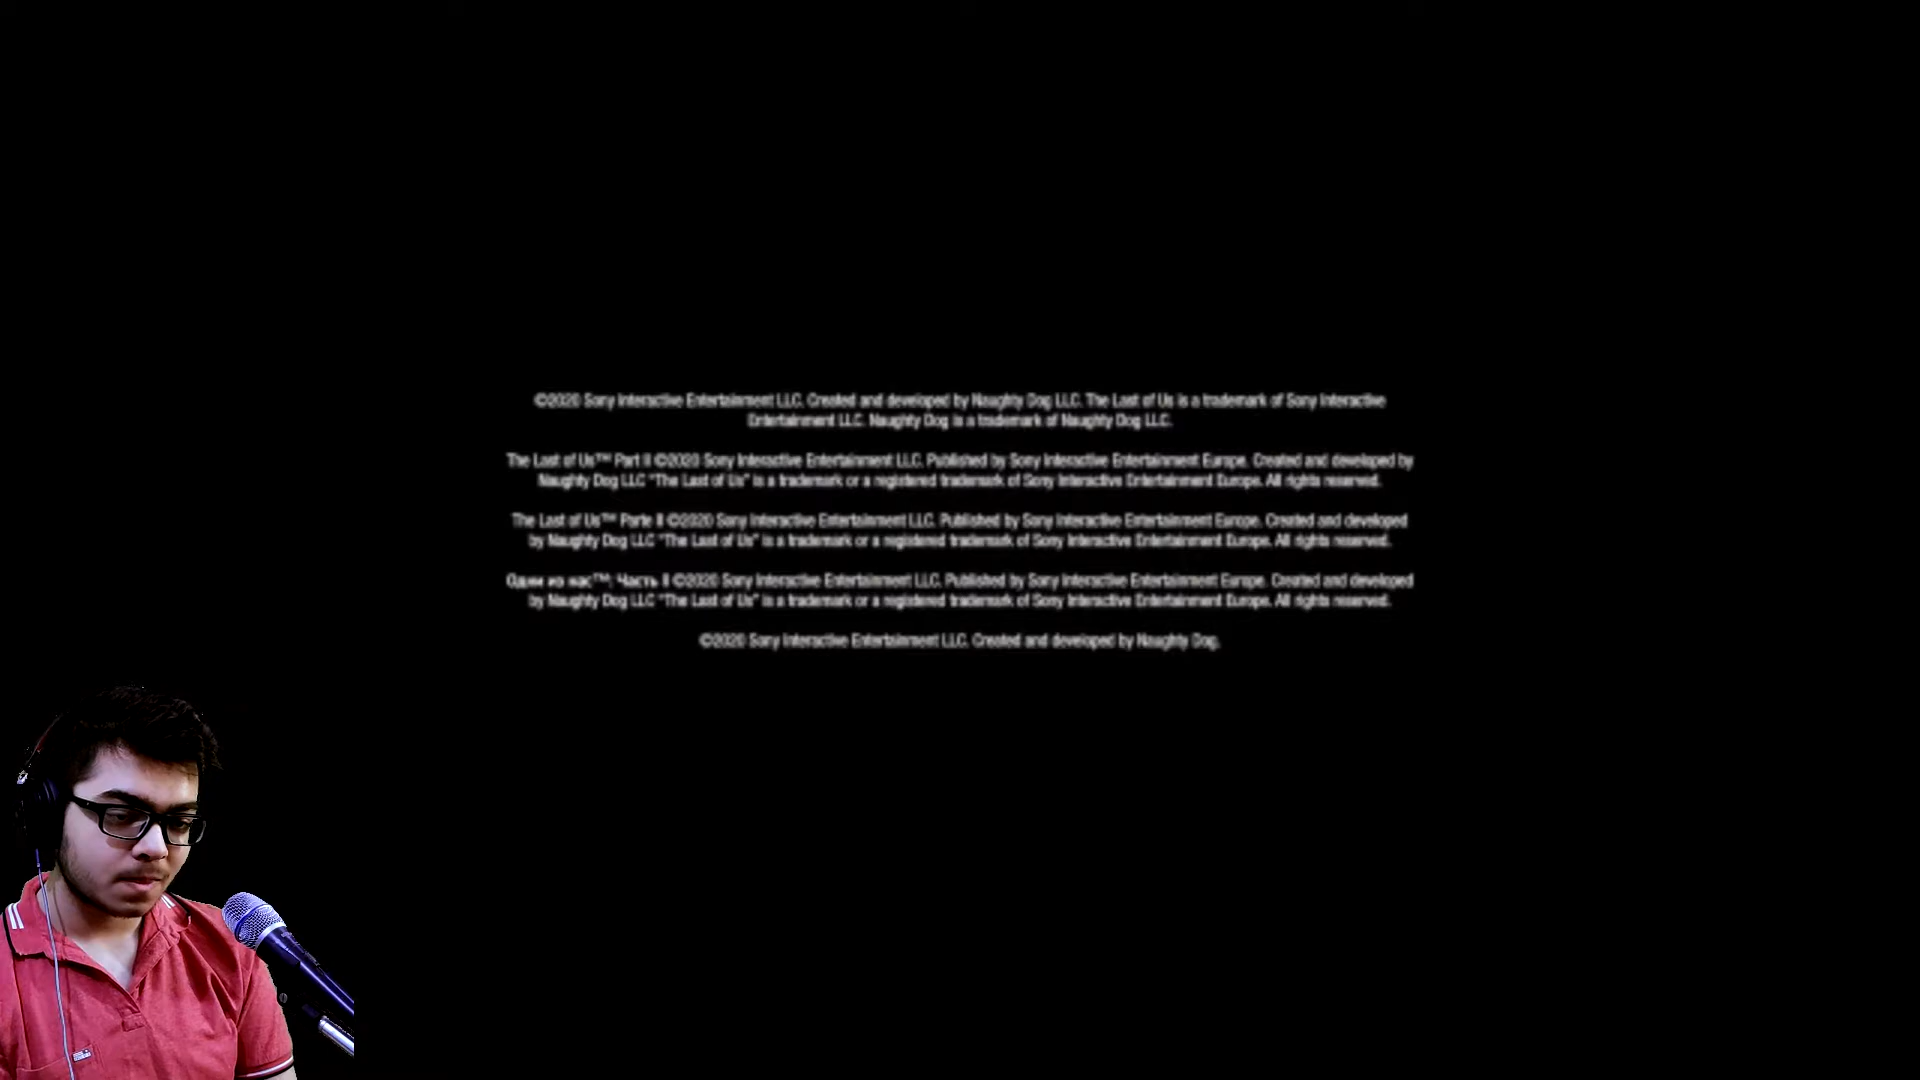 ©2020 Sony Interactive Entertainment LLC. Created and developed by Naughty Dog LLC. The Last of Us is a trademark of Sony Interactive
Entertainment LLC. Naughty Dog is a trademark of Naughty Dog LLC.
The Last of Us™ Part II ©2020 Sony Interactive Entertainment LLC. Published by Sony Interactive Entertainment Europe. Created and developed by
Naughty Dog LLC "The Last of Us" is a trademark or a registered trademark of Sony Interactive Entertainment Europe. All rights reserved.
The Last of Us™ Parte II ©2020 Sony Interactive Entertainment LLC. Published by Sony Interactive Entertainment Europe. Created and developed
by Naughty Dog LLC "The Last of Us" is a trademark or a registered trademark of Sony Interactive Entertainment Europe. All rights reserved.
Одни из нас™: Часть II ©2020 Sony Interactive Entertainment LLC. Published by Sony Interactive Entertainment Europe. Created and developed
by Naughty Dog LLC "The Last of Us" is a trademark or a registered trademark of Sony Interactive Entertainment Europe. All rights reserved.
©2020 Sony Interactive Entertainment LLC. Created and developed by Naughty Dog.